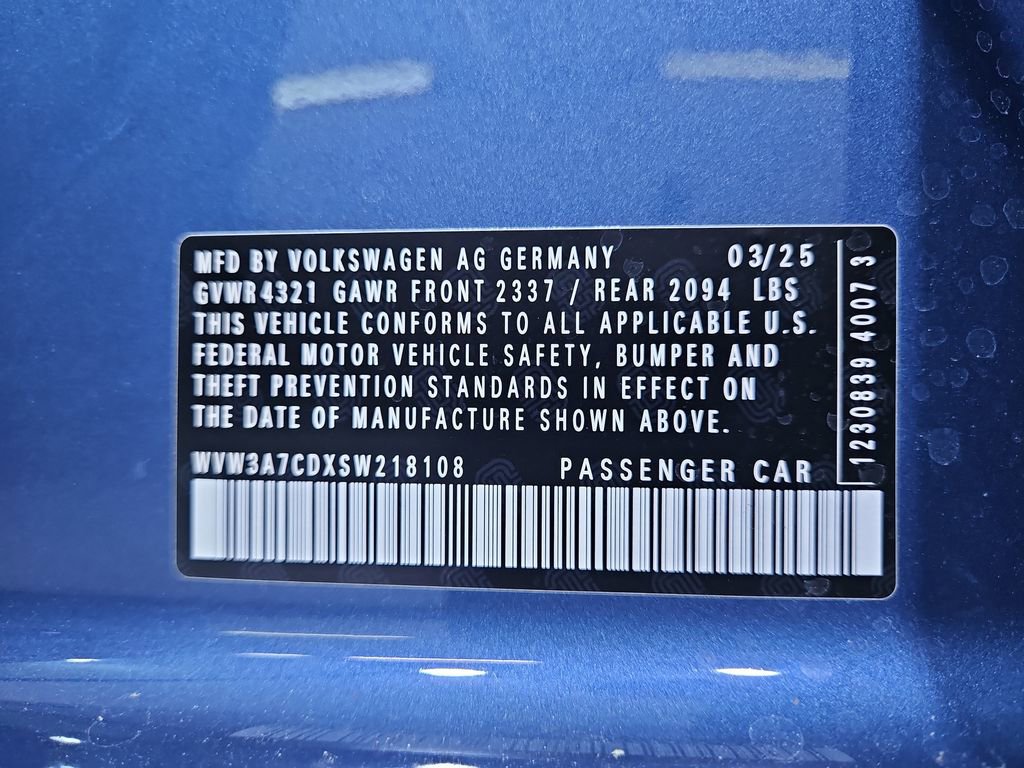 MFD BY VOLKSWAGEN AG GERMANY 03/25
GVWR 4321 GAWR FRONT 2337 / REAR 2094 LBS
THIS VEHICLE CONFORMS TO ALL APPLICABLE U.S.
FEDERAL MOTOR VEHICLE SAFETY, BUMPER AND
THEFT PREVENTION STANDARDS IN EFFECT ON
THE DATE OF MANUFACTURE SHOWN ABOVE.
WVW3A7CDXSW218108 PASSENGER CAR
1230839 4007 3